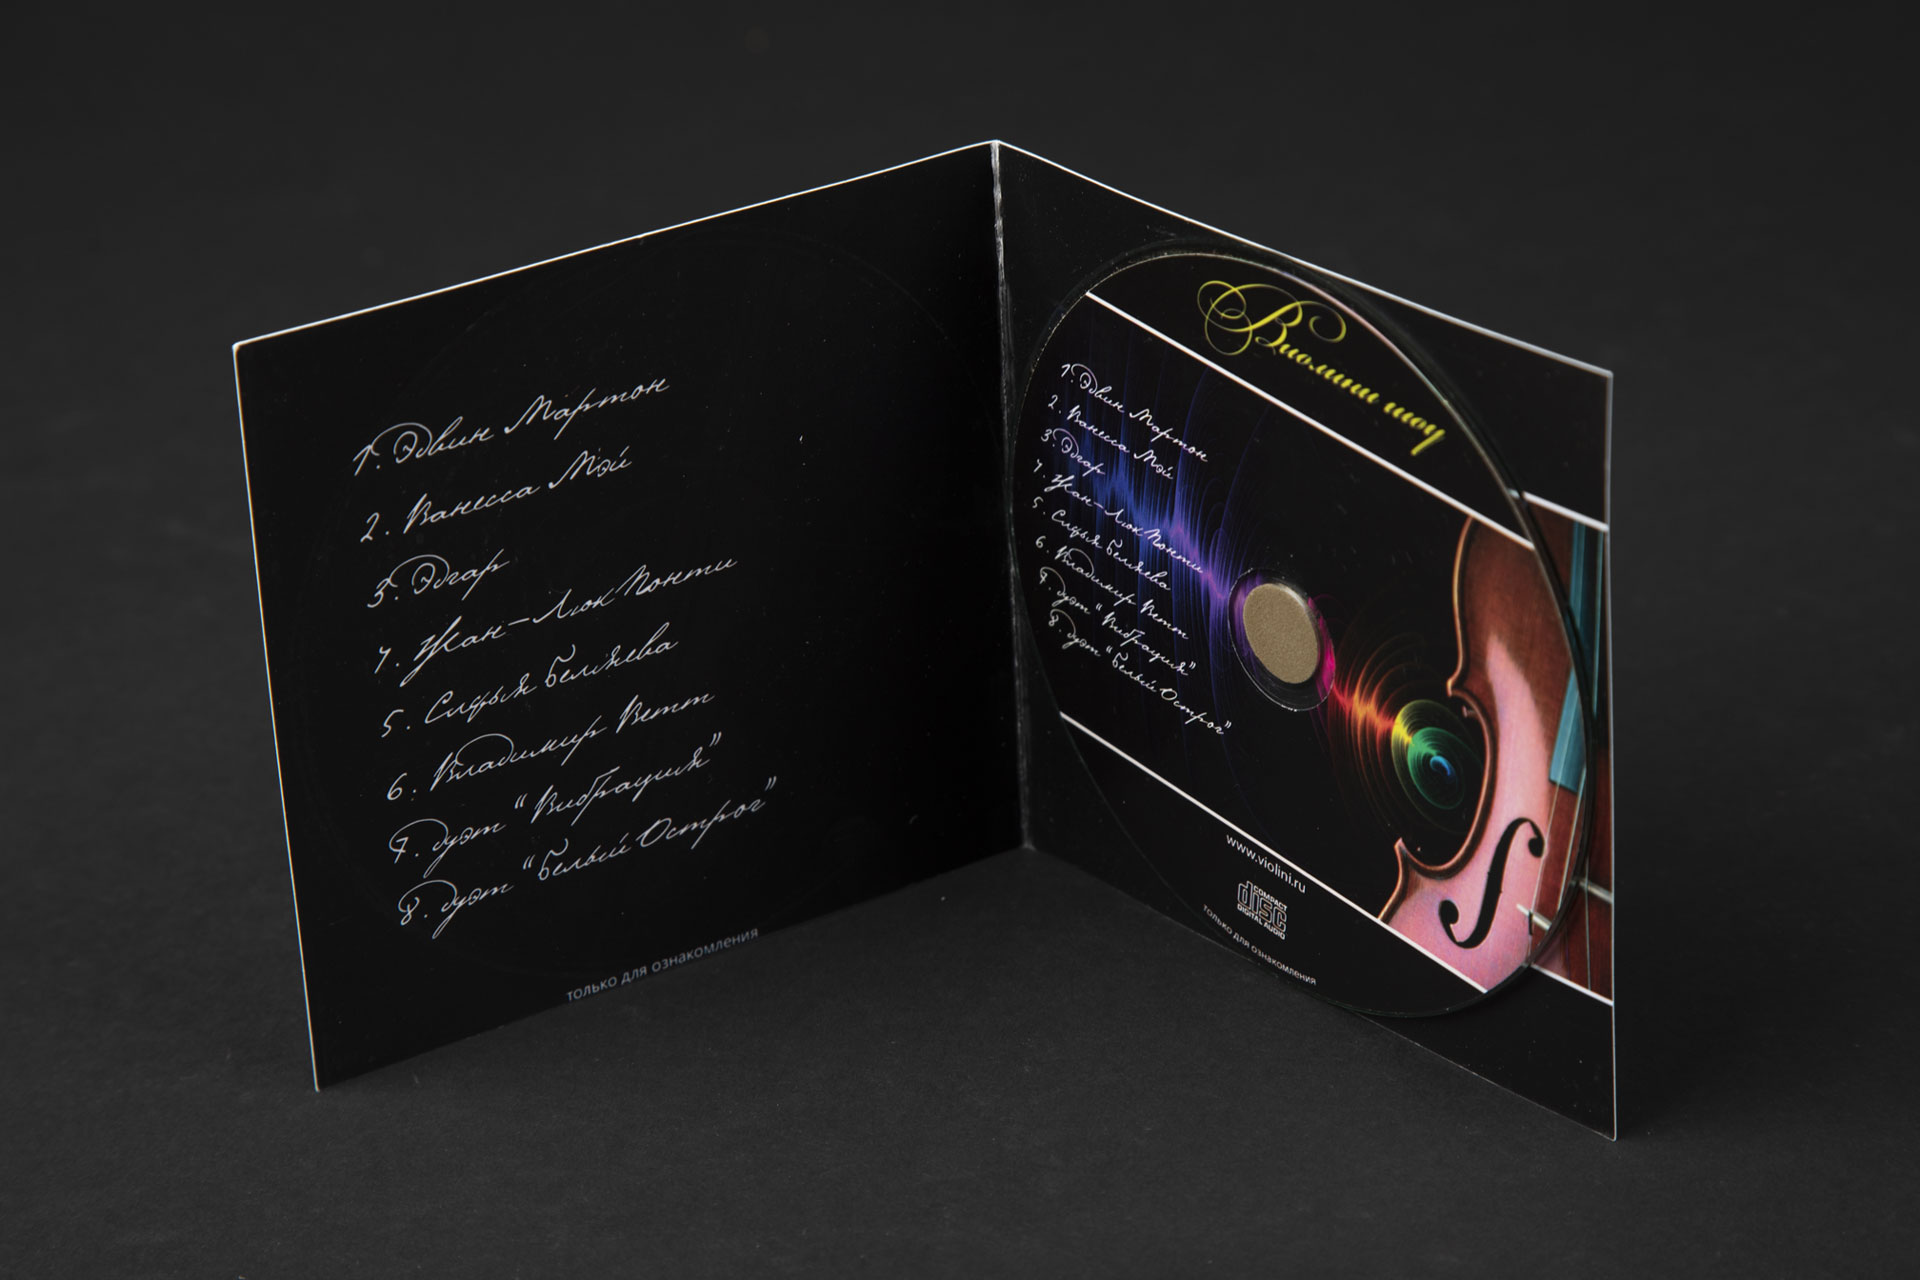 1. Эдвин Мартон
2. Ванесса Мэй
3. Эдгар
4. Жан-Люк Понти
5. Софья Беляева
6. Владимир Ветт
7. дуэт "Вибрация"
8. дуэт "Белый Острог"
только для ознакомления
Виолини шоу
1. Эдвин Мартон
2. Ванесса Мэй
3. Эдгар
4. Жан-Люк Понти
5. Софья Беляева
6. Владимир Ветт
7. дуэт "Вибрация"
8. дуэт "Белый Острог"
www.violini.ru
COMPACT
disc
DIGITAL AUDIO
только для ознакомления